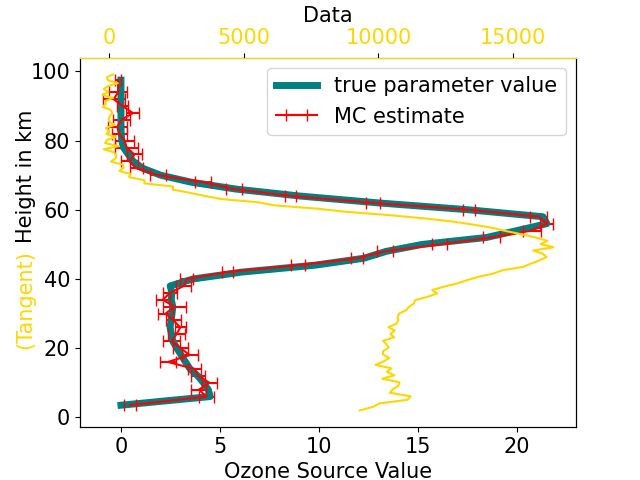 Data
0 5000 10000 15000
true parameter value
MC estimate
100
80
60
40
20
0
(Tangent) Height in km
0 5 10 15 20
Ozone Source Value